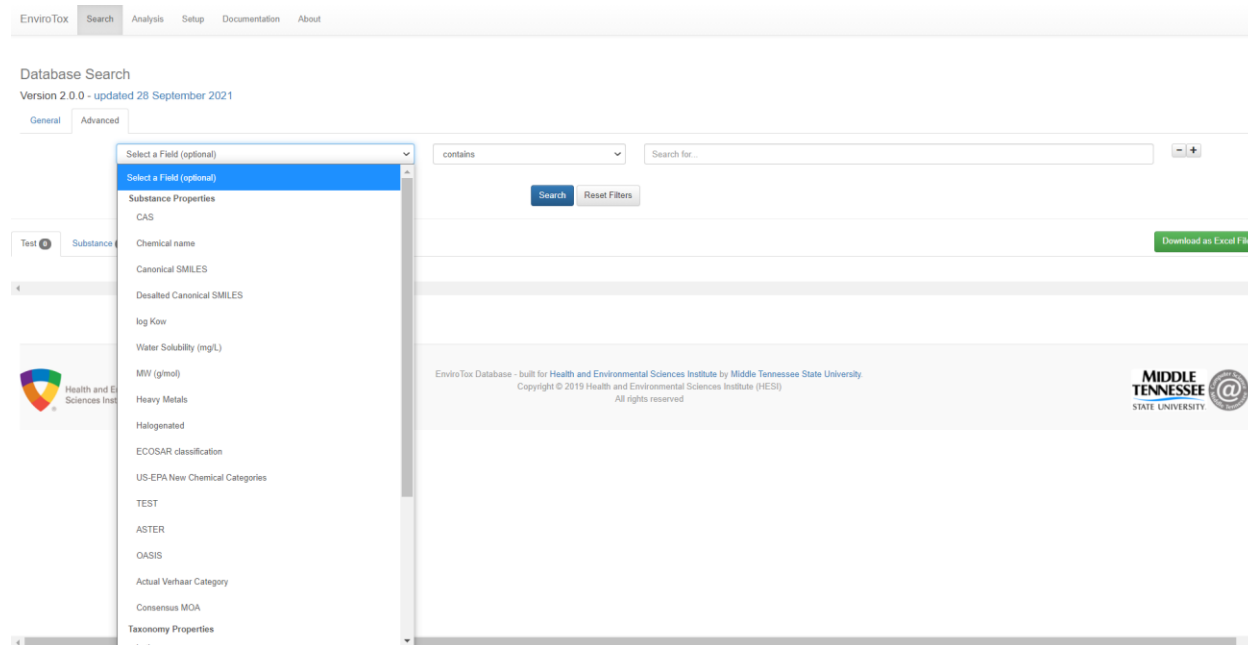 EnviroTox Search Analysis Setup Documentation About
Database Search
Version 2.0.0 - updated 28 September 2021
General Advanced
Select a Field (optional) contains Search for... - +
Select a Field (optional)
Substance Properties
Search Reset Filters
CAS
Test 0 Substance Download as Excel File
Chemical name
Canonical SMILES
Desalted Canonical SMILES
log Kow
Water Solubility (mg/L)
MW (g/mol)
Heavy Metals
Halogenated
ECOSAR classification
US-EPA New Chemical Categories
TEST
ASTER
OASIS
Actual Verhaar Category
Consensus MOA
Taxonomy Properties
Health and
Sciences
EnviroTox Database - built for Health and Environmental Sciences Institute by Middle Tennessee State University.
Copyright © 2019 Health and Environmental Sciences Institute (HESI)
All rights reserved
MIDDLE
TENNESSEE
STATE UNIVERSITY.
@